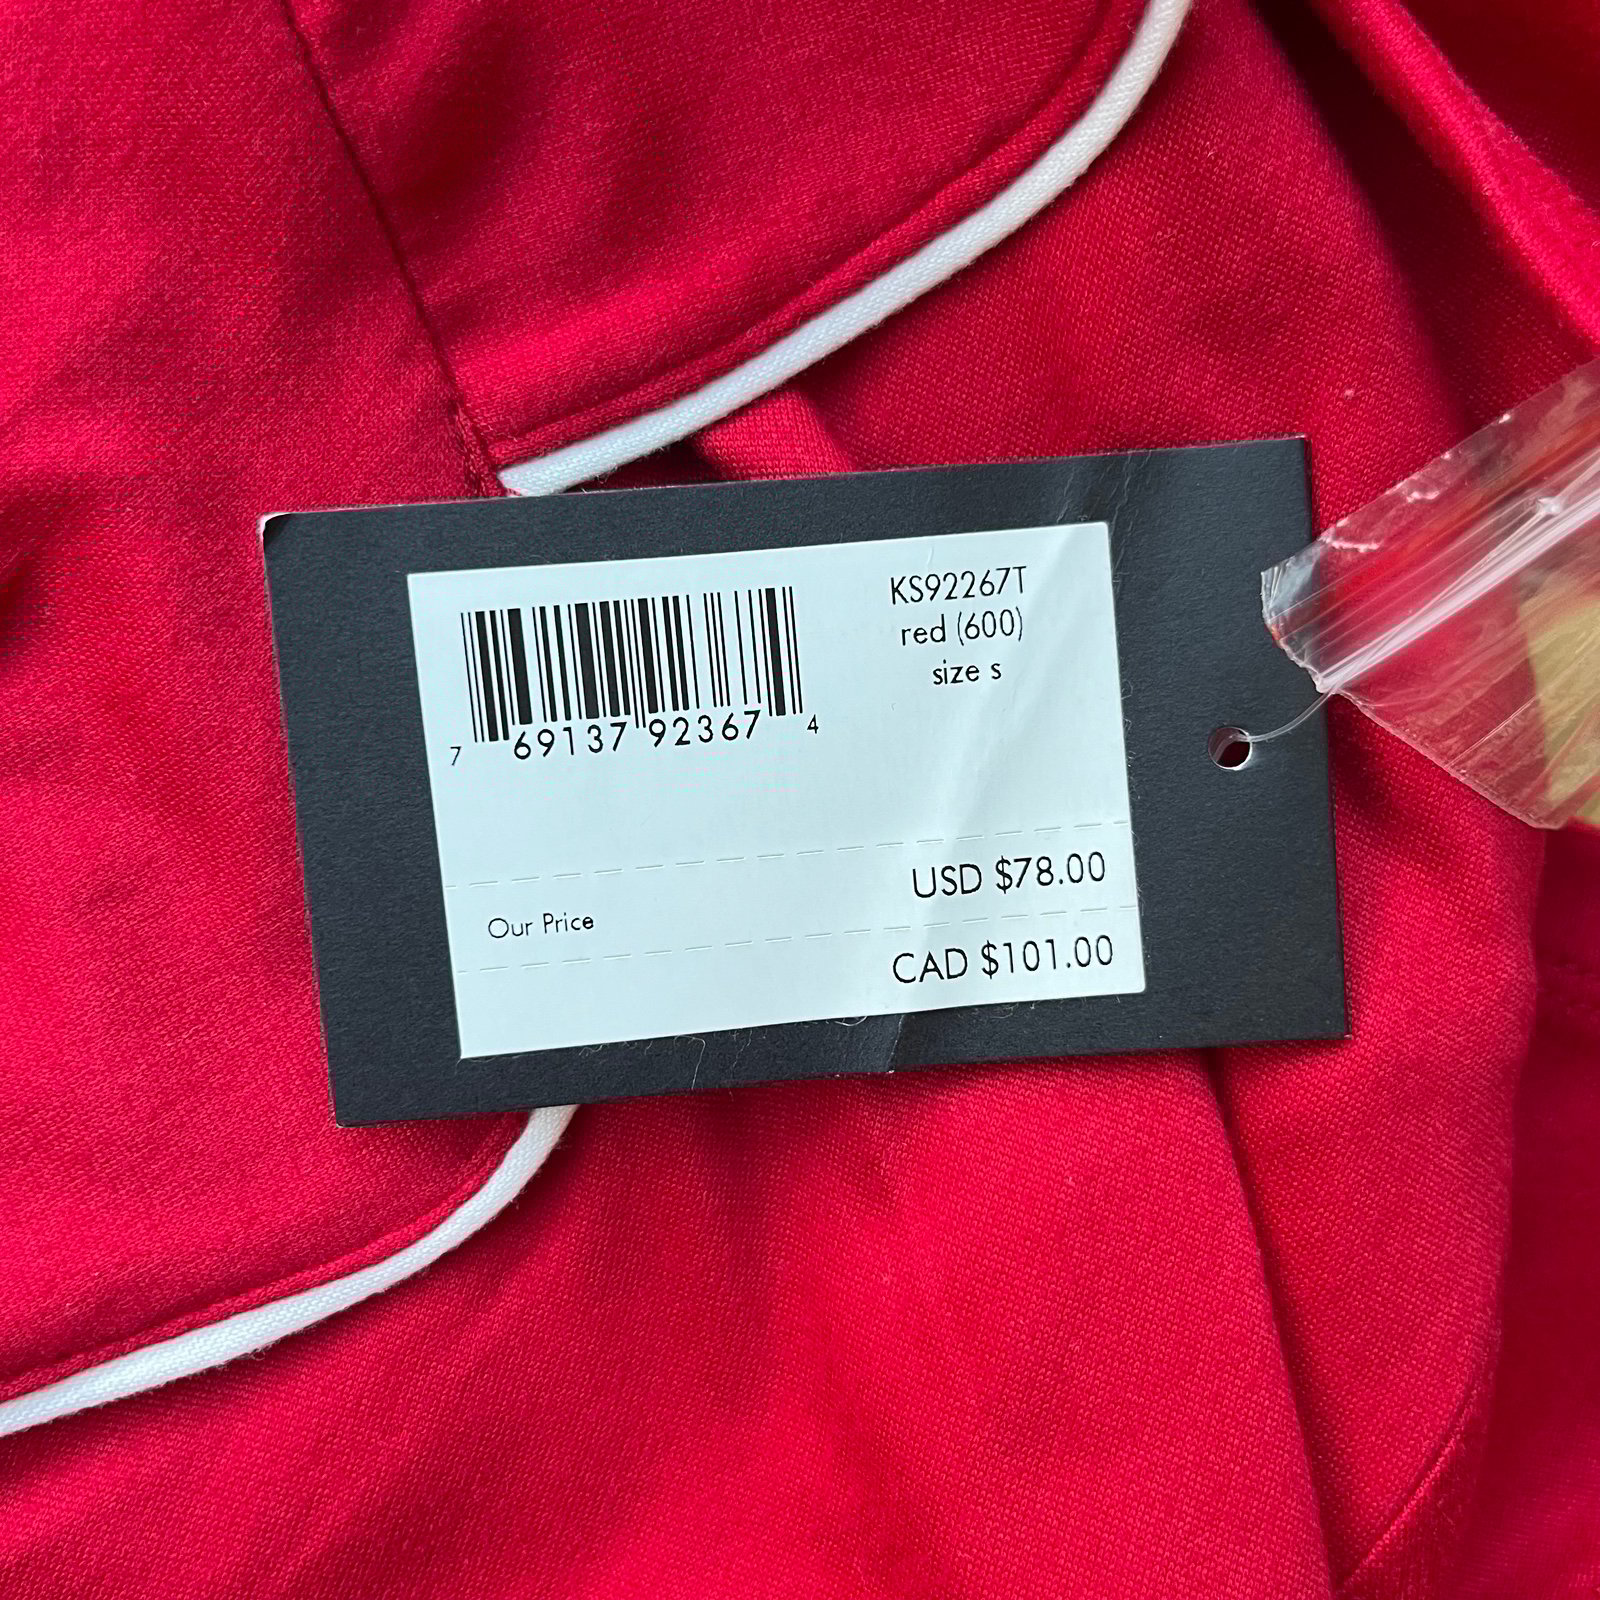 KS92267T
red (600)
size s
7 69137 92367 4
USD $78.00
Our Price
CAD $101.00